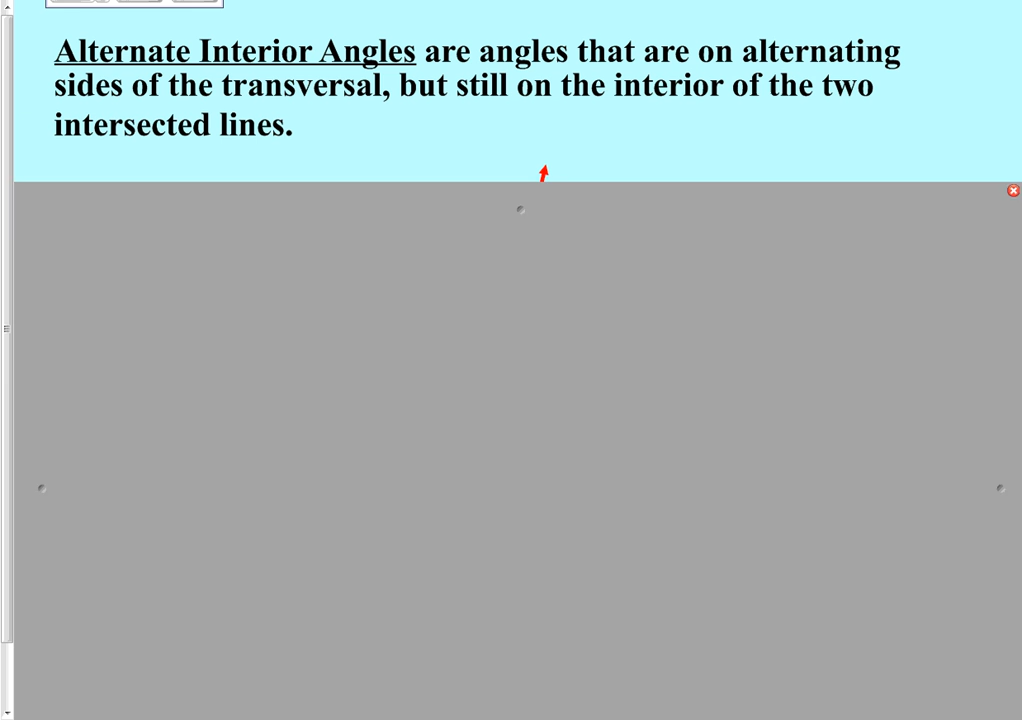 Alternate Interior Angles are angles that are on alternating
sides of the transversal, but still on the interior of the two
intersected lines.